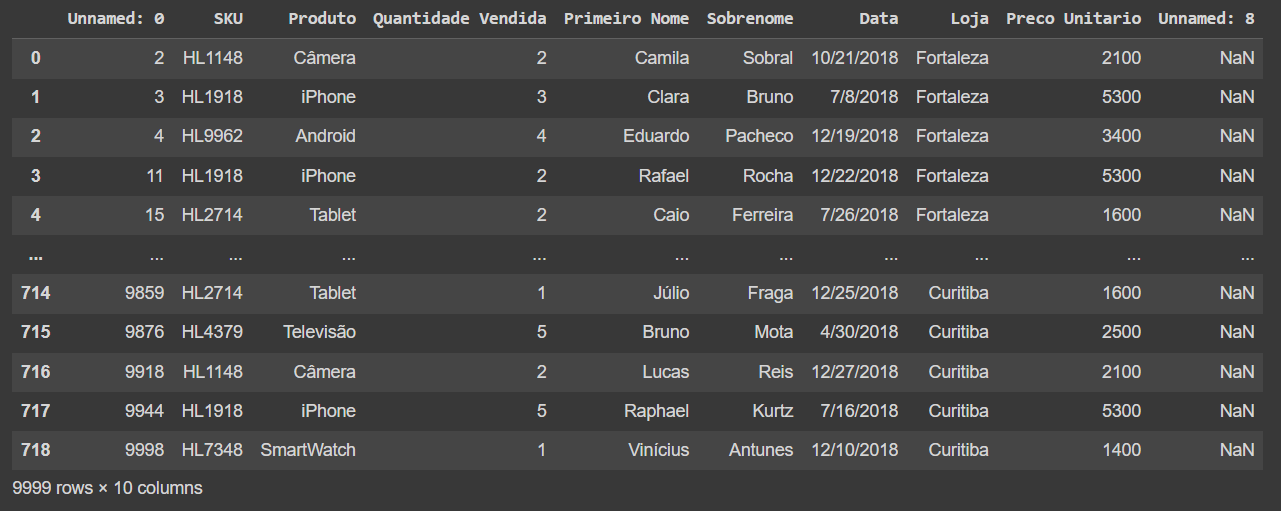 Unnamed: 0 SKU Produto Quantidade Vendida Primeiro Nome Sobrenome Data Loja Preco Unitario Unnamed: 8
0 2 HL1148 Câmera 2 Camila Sobral 10/21/2018 Fortaleza 2100 NaN
1 3 HL1918 iPhone 3 Clara Bruno 7/8/2018 Fortaleza 5300 NaN
2 4 HL9962 Android 4 Eduardo Pacheco 12/19/2018 Fortaleza 3400 NaN
3 11 HL1918 iPhone 2 Rafael Rocha 12/22/2018 Fortaleza 5300 NaN
4 15 HL2714 Tablet 2 Caio Ferreira 7/26/2018 Fortaleza 1600 NaN
... ... ... ... ... ... ... ... ... ... ...
714 9859 HL2714 Tablet 1 Júlio Fraga 12/25/2018 Curitiba 1600 NaN
715 9876 HL4379 Televisão 5 Bruno Mota 4/30/2018 Curitiba 2500 NaN
716 9918 HL1148 Câmera 2 Lucas Reis 12/27/2018 Curitiba 2100 NaN
717 9944 HL1918 iPhone 5 Raphael Kurtz 7/16/2018 Curitiba 5300 NaN
718 9998 HL7348 SmartWatch 1 Vinícius Antunes 12/10/2018 Curitiba 1400 NaN
9999 rows × 10 columns